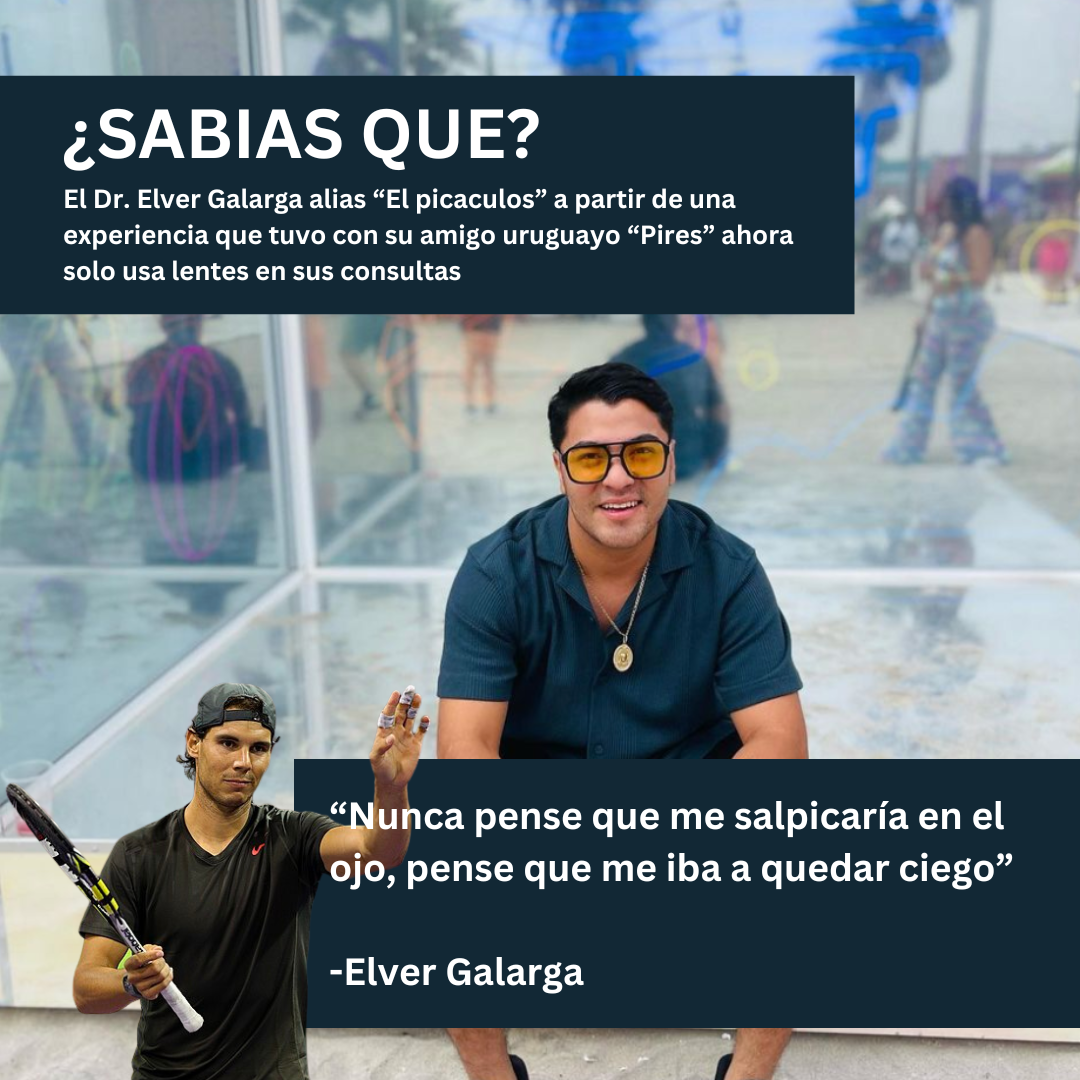 ¿SABIAS QUE?
El Dr. Elver Galarga alias “El picaculos” a partir de una
experiencia que tuvo con su amigo uruguayo “Pires” ahora
solo usa lentes en sus consultas
“Nunca pense que me salpicaría en el
ojo, pense que me iba a quedar ciego”
-Elver Galarga